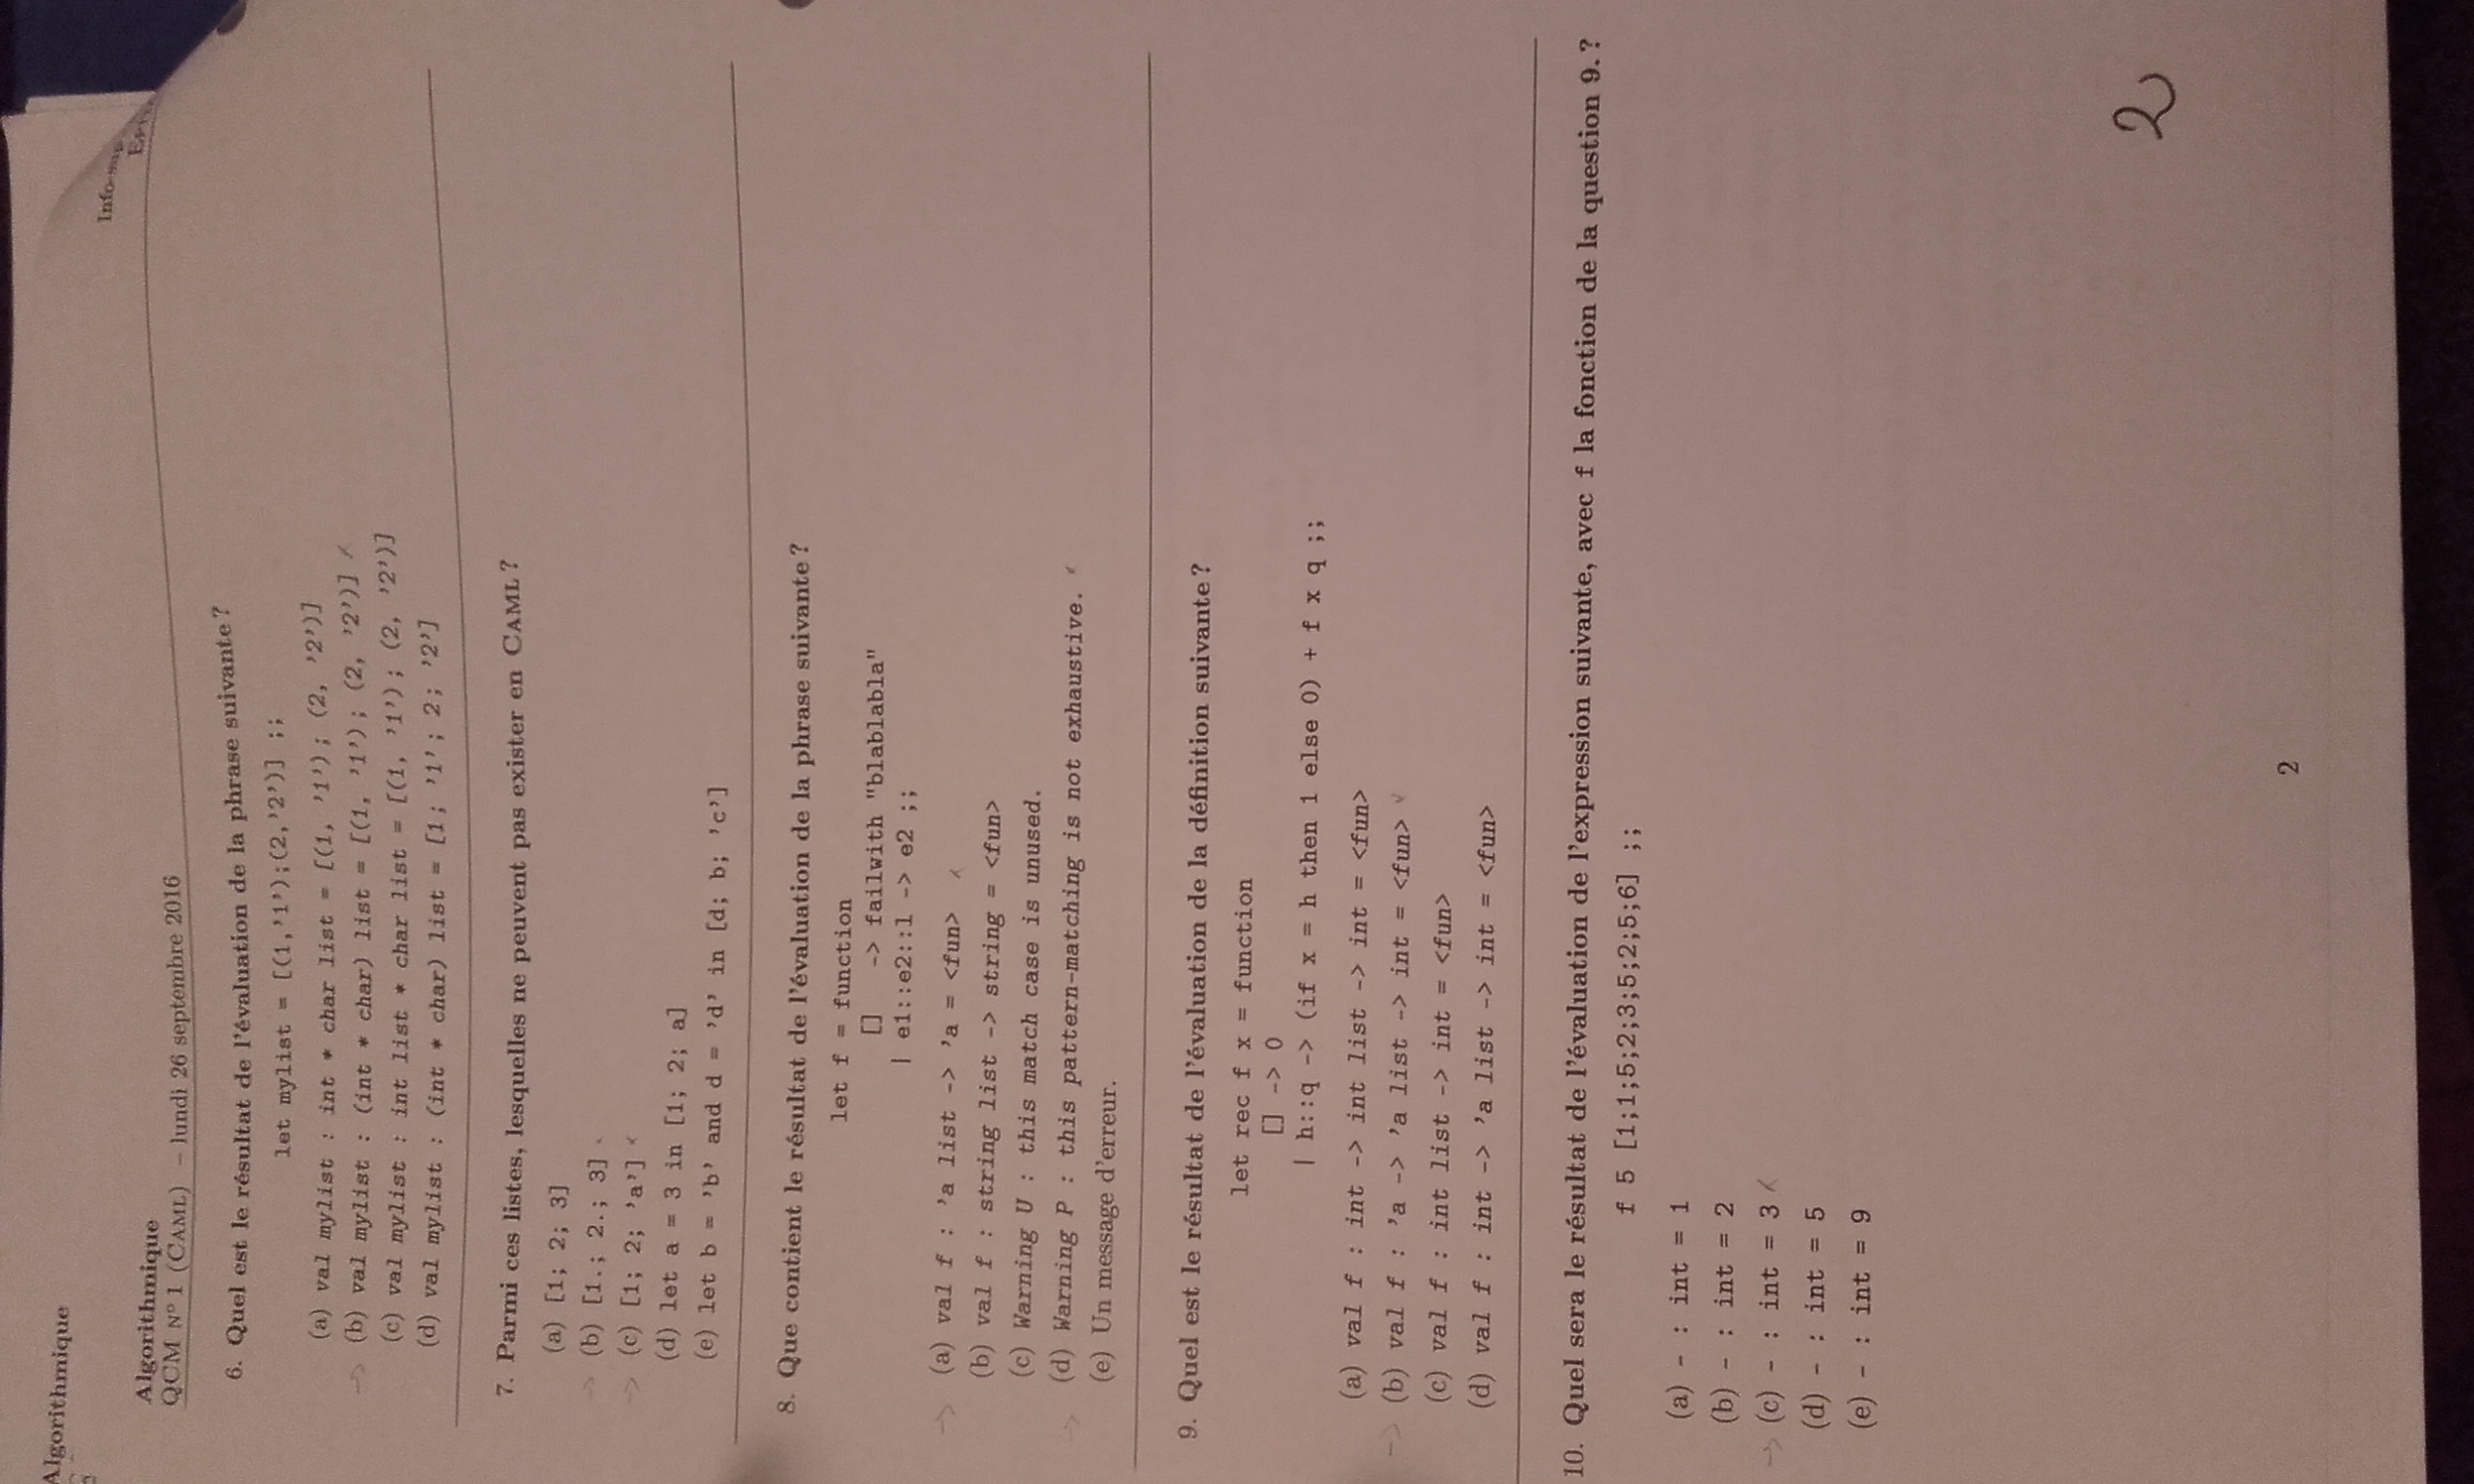 Algorithmique
Algorithmique
QCM N° 1 (CAML) – lundi 26 septembre 2016
6. Quel est le résultat de l'évaluation de la phrase suivante ?
let mylist = [(1,'1');(2,'2')] ;;
(a) val mylist : int * char list = [(1, '1'); (2, '2')]
(b) val mylist : (int * char) list = [(1, '1'); (2, '2')]
(c) val mylist : int list * char list = [(1, '1'); (2, '2')]
(d) val mylist : (int * char) list = [1; '1'; 2; '2']
7. Parmi ces listes, lesquelles ne peuvent pas exister en CAML ?
(a) [1; 2; 3]
(b) [1.; 2.; 3]
(c) [1; 2; 'a']
(d) let a = 3 in [1; 2; a]
(e) let b = 'b' and d = 'd' in [d; b; 'c']
8. Que contient le résultat de l'évaluation de la phrase suivante ?
let f = function
[] -> failwith "blablabla"
| e1::e2::l -> e2 ;;
(a) val f : 'a list -> 'a = <fun>
(b) val f : string list -> string = <fun>
(c) Warning U : this match case is unused.
(d) Warning P : this pattern-matching is not exhaustive.
(e) Un message d'erreur.
9. Quel est le résultat de l'évaluation de la définition suivante ?
let rec f x = function
[] -> 0
| h::q -> (if x = h then 1 else 0) + f x q ;;
(a) val f : int -> int list -> int = <fun>
(b) val f : 'a -> 'a list -> int = <fun>
(c) val f : int list -> int = <fun>
(d) val f : int -> 'a list -> int = <fun>
10. Quel sera le résultat de l'évaluation de l'expression suivante, avec f la fonction de la question 9. ?
f 5 [1;1;5;2;3;5;2;5;6] ;;
(a) - : int = 1
(b) - : int = 2
(c) - : int = 3
(d) - : int = 5
(e) - : int = 9
2
2